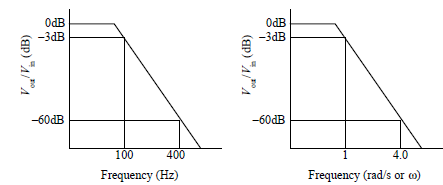 0dB
–3dB
V_out / V_in (dB)
–60dB
100 400
Frequency (Hz)
0dB
–3dB
V_out / V_in (dB)
–60dB
1 4.0
Frequency (rad/s or ω)